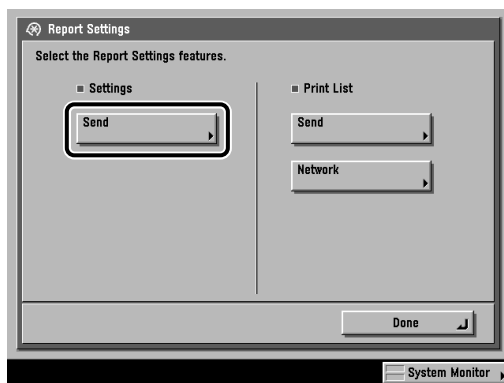 Report Settings
Select the Report Settings features.
Settings
Send
Print List
Send
Network
Done
System Monitor